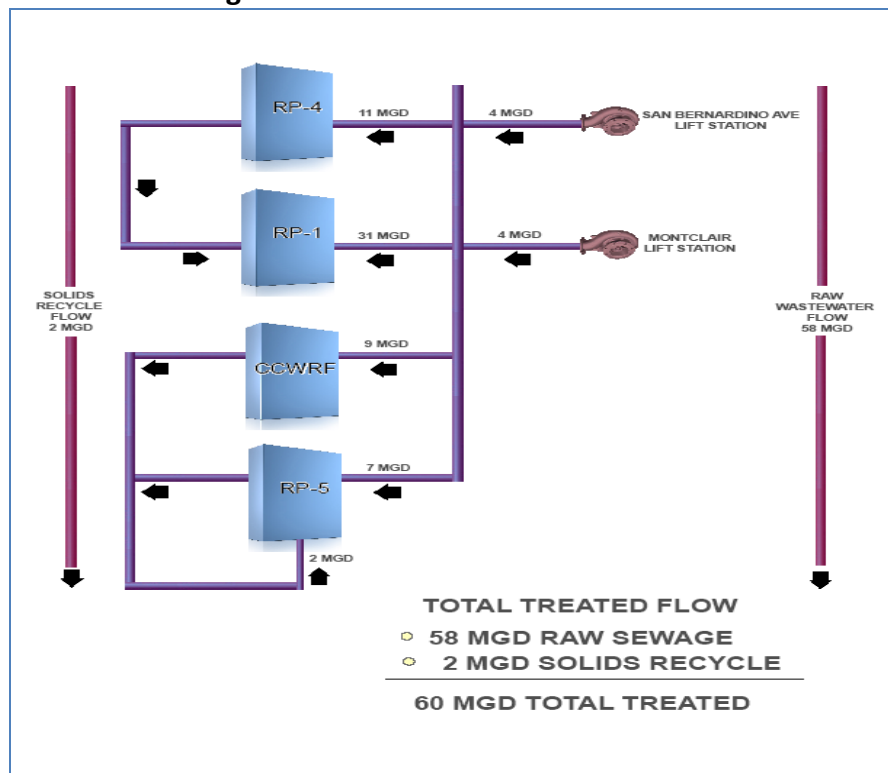 RP-4
11 MGD
4 MGD
SAN BERNARDINO AVE
LIFT STATION
RP-1
31 MGD
4 MGD
MONTCLAIR
LIFT STATION
SOLIDS
RECYCLE
FLOW
2 MGD
RAW
WASTEWATER
FLOW
58 MGD
CCWRF
9 MGD
RP-5
7 MGD
2 MGD
TOTAL TREATED FLOW
58 MGD RAW SEWAGE
2 MGD SOLIDS RECYCLE
60 MGD TOTAL TREATED